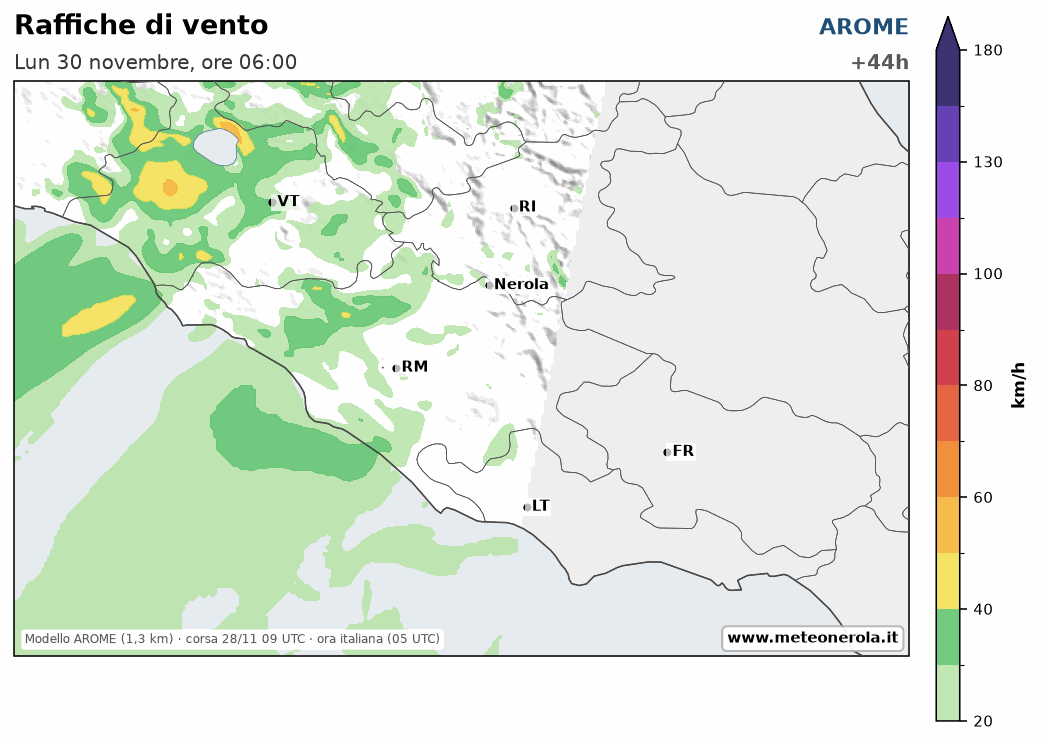 Raffiche di vento
AROME
Lun 30 novembre, ore 06:00
+44h
VT
RI
Nerola
RM
FR
LT
180
130
100
80
60
40
20
km/h
Modello AROME (1,3 km) · corsa 28/11 09 UTC · ora italiana (05 UTC)
www.meteonerola.it